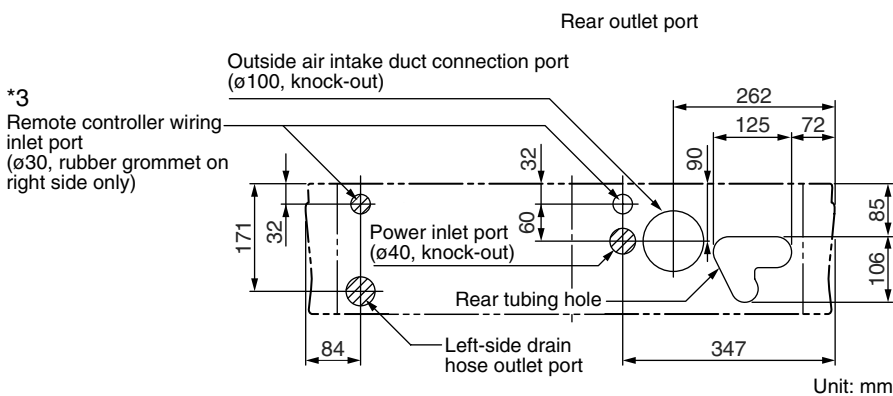 Rear outlet port
Outside air intake duct connection port
(ø100, knock-out)
*3
Remote controller wiring
inlet port
(ø30, rubber grommet on
right side only)
262
125
72
32
90
85
32
60
171
Power inlet port
(ø40, knock-out)
106
Rear tubing hole
84
Left-side drain
hose outlet port
347
Unit: mm